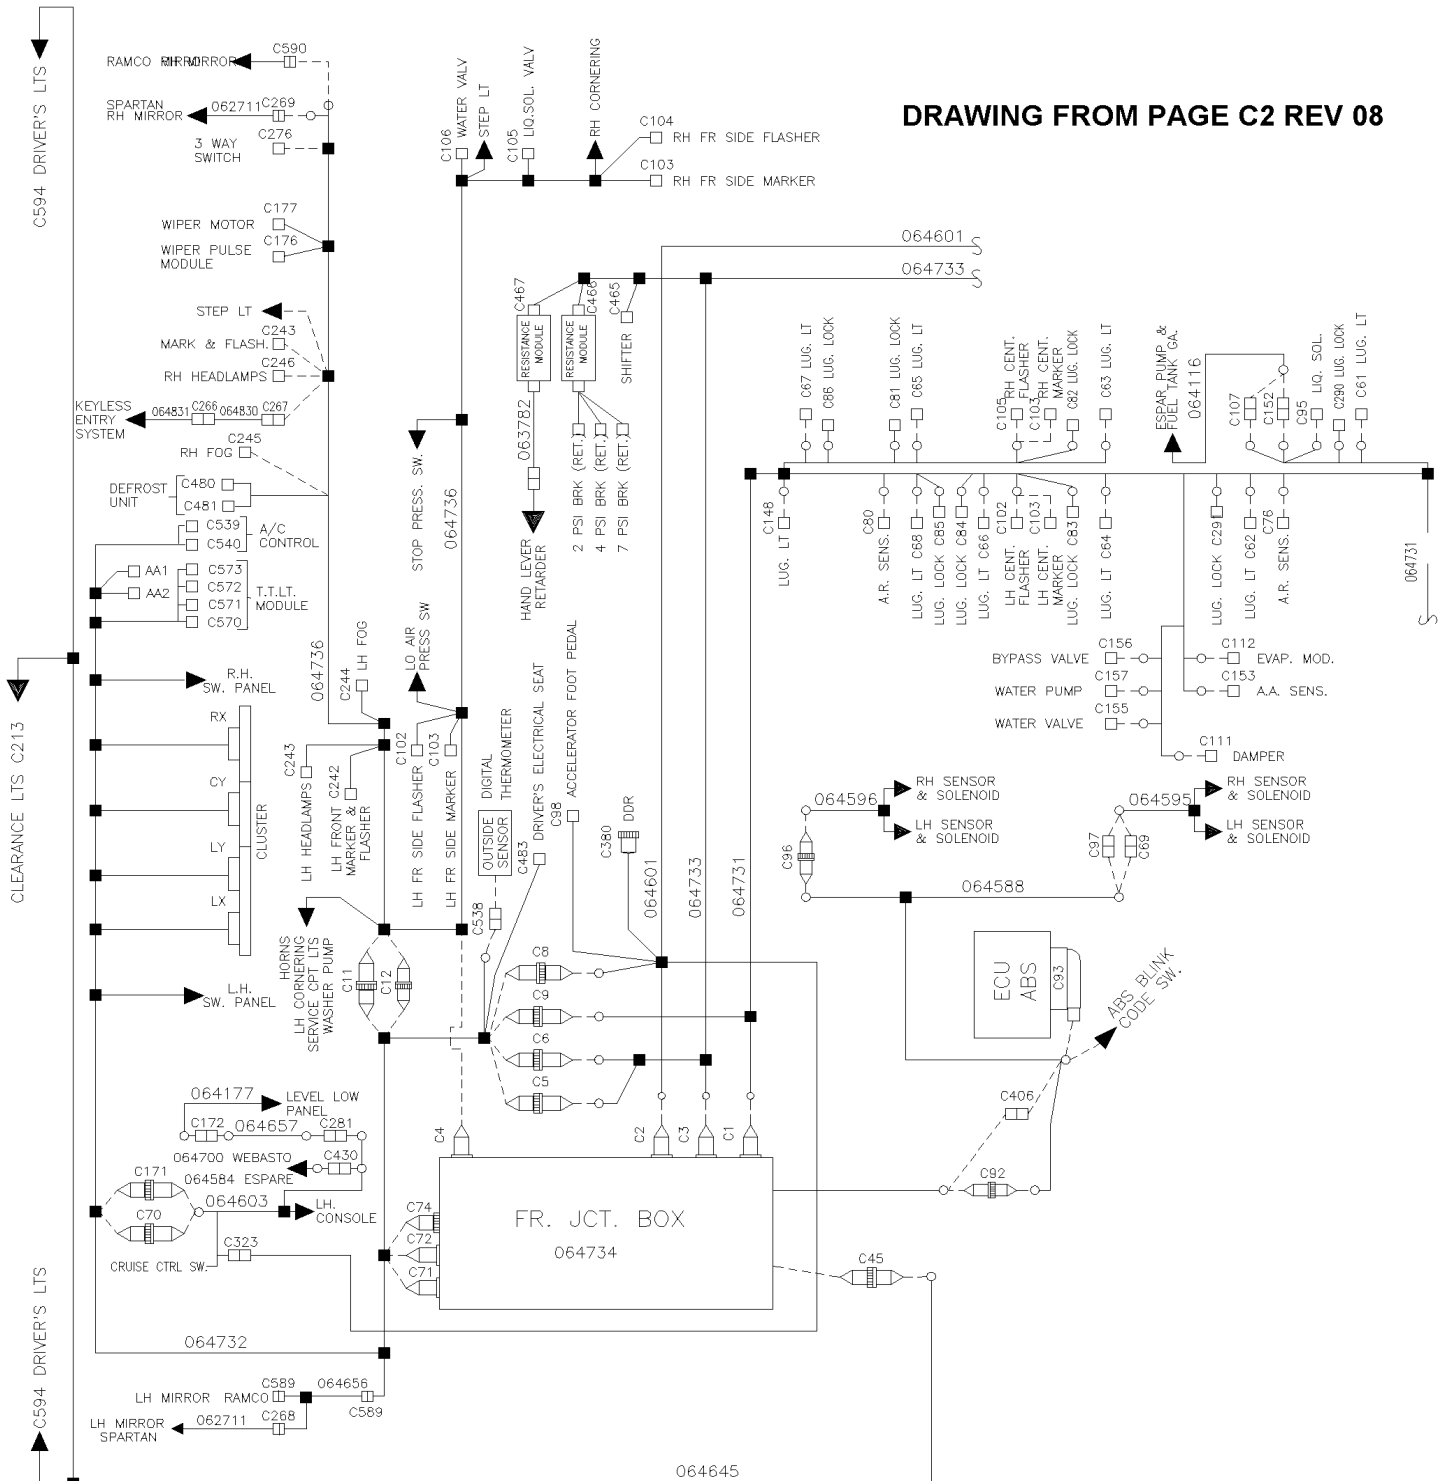 DRAWING FROM PAGE C2 REV 08
C594 DRIVER'S LTS
RAMCO RH MIRROR
C590
SPARTAN
RH MIRROR
062711
C269
3 WAY
SWITCH
C276
WIPER MOTOR
C177
WIPER PULSE
MODULE
C176
STEP LT
MARK & FLASH.
C243
RH HEADLAMPS
C246
KEYLESS
ENTRY
SYSTEM
064831
C266
064830
C267
RH FOG
C245
DEFROST
UNIT
C480
C481
C539
C540
A/C
CONTROL
AA1
AA2
C573
C572
C571
C570
T.T.LT.
MODULE
R.H.
SW. PANEL
RX
CY
LY
LX
CLUSTER
L.H.
SW. PANEL
CLEARANCE LTS C213
064736
C244 LH FOG
C243
LH HEADLAMPS
LH FRONT C242
MARKER &
FLASHER
C102
LH FR SIDE FLASHER
C103
LH FR SIDE MARKER
HORNS
LH CORNERING
SERVICE CPT LTS
WASHER PUMP
C11
C12
C106 WATER VALV
STEP LT
C105 LIQ.SOL. VALV
RH CORNERING
C104
RH FR SIDE FLASHER
C103
RH FR SIDE MARKER
064601
064733
STOP PRESS. SW.
064736
LO AIR
PRESS SW
C467
RESISTANCE
MODULE
C466
RESISTANCE
MODULE
C465
SHIFTER
063782
HAND LEVER
RETARDER
2 PSI BRK (RET.)
4 PSI BRK (RET.)
7 PSI BRK (RET.)
OUTSIDE
SENSOR
DIGITAL
THERMOMETER
C538
C483 DRIVER'S ELECTRICAL SEAT
C98 ACCELERATOR FOOT PEDAL
C380 DDR
064601
064733
064731
C8
C9
C6
C5
C67 LUG. LT
C86 LUG. LOCK
C81 LUG. LOCK
C65 LUG. LT
C105 RH CENT.
FLASHER
C103 RH CENT.
MARKER
C82 LUG. LOCK
C63 LUG. LT
ESPAR PUMP &
FUEL TANK GA.
064116
C107
C152
C95 LIQ. SOL.
C290 LUG. LOCK
C61 LUG. LT
LUG. LT C148
A.R. SENS. C80
LUG. LT C68
LUG. LOCK C85
LUG. LOCK C84
LUG. LT C66
LH CENT. C102
FLASHER
LH CENT. C103
MARKER
LUG. LOCK C83
LUG. LT C64
LUG. LOCK C291
LUG. LT C62
A.R. SENS. C76
064731
BYPASS VALVE
C156
WATER PUMP
C157
WATER VALVE
C155
C112
EVAP. MOD.
C153
A.A. SENS.
C111
DAMPER
064596
RH SENSOR
& SOLENOID
LH SENSOR
& SOLENOID
C96
064595
RH SENSOR
& SOLENOID
LH SENSOR
& SOLENOID
C97
C69
064588
ECU
ABS
C93
ABS BLINK
CODE SW.
C406
C92
064177
LEVEL LOW
PANEL
C172
064657
C281
064700 WEBASTO
C430
064584 ESPARE
C171
C70
064603
LH.
CONSOLE
CRUISE CTRL SW.
C323
C4
C2
C3
C1
C74
C72
C71
FR. JCT. BOX
064734
C45
064732
LH MIRROR RAMCO
C589
064656
C589
LH MIRROR
SPARTAN
062711
C268
C594 DRIVER'S LTS
064645